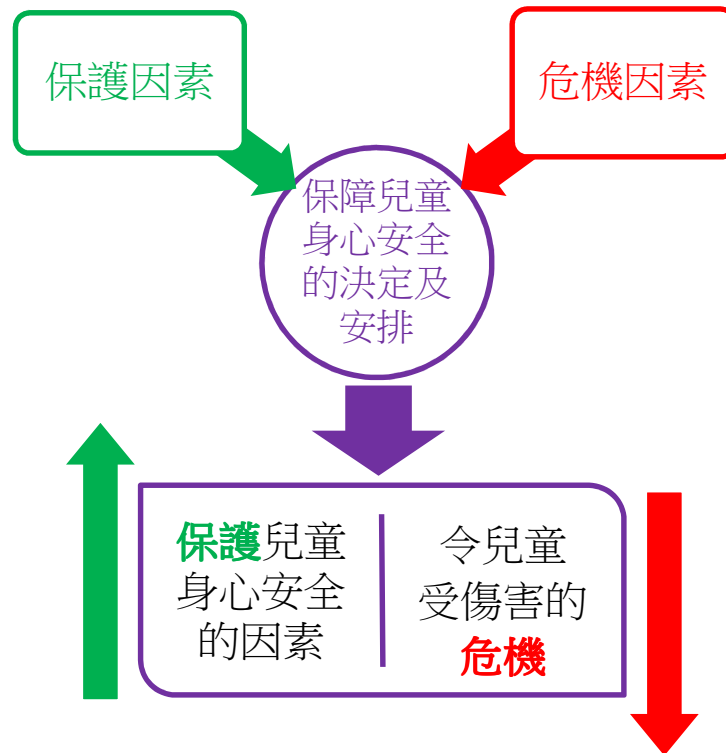 保護因素
危機因素
保障兒童
身心安全
的決定及
安排
保護兒童
身心安全
的因素
令兒童
受傷害的
危機